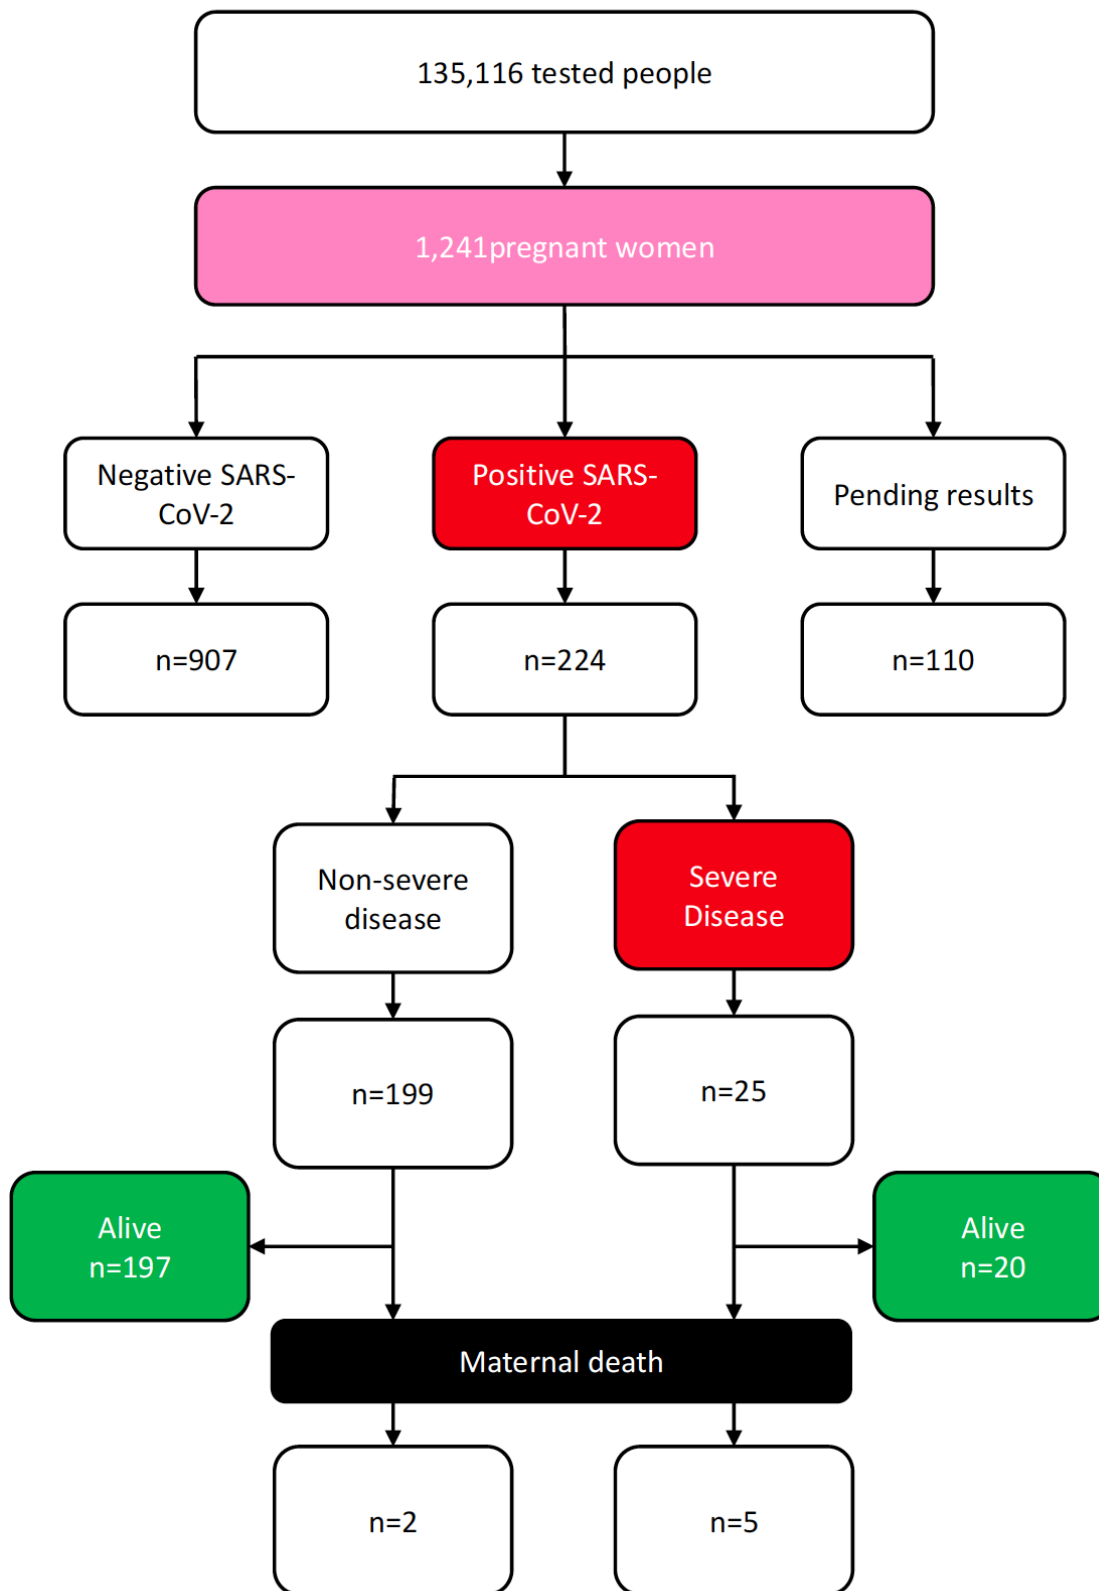 135,116 tested people
1,241pregnant women
Negative SARS-
CoV-2
Positive SARS-
CoV-2
Pending results
n=907
n=224
n=110
Non-severe
disease
Severe
Disease
n=199
n=25
Alive
n=197
Alive
n=20
Maternal death
n=2
n=5